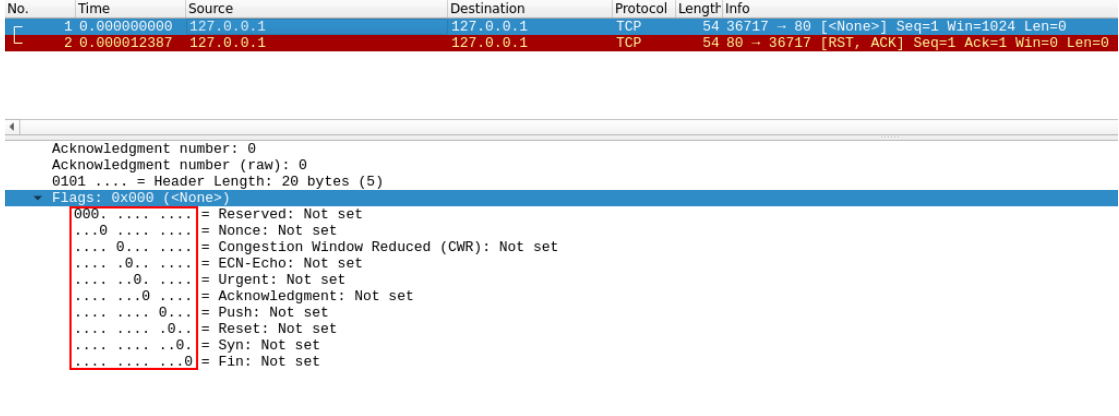 No. Time Source Destination Protocol Length Info
1 0.000000000 127.0.0.1 127.0.0.1 TCP 54 36717 → 80 [<None>] Seq=1 Win=1024 Len=0
2 0.000012387 127.0.0.1 127.0.0.1 TCP 54 80 → 36717 [RST, ACK] Seq=1 Ack=1 Win=0 Len=0
Acknowledgment number: 0
Acknowledgment number (raw): 0
0101 .... = Header Length: 20 bytes (5)
Flags: 0x000 (<None>)
000. .... .... = Reserved: Not set
...0 .... .... = Nonce: Not set
.... 0... .... = Congestion Window Reduced (CWR): Not set
.... .0.. .... = ECN-Echo: Not set
.... ..0. .... = Urgent: Not set
.... ...0 .... = Acknowledgment: Not set
.... .... 0... = Push: Not set
.... .... .0.. = Reset: Not set
.... .... ..0. = Syn: Not set
.... .... ...0 = Fin: Not set